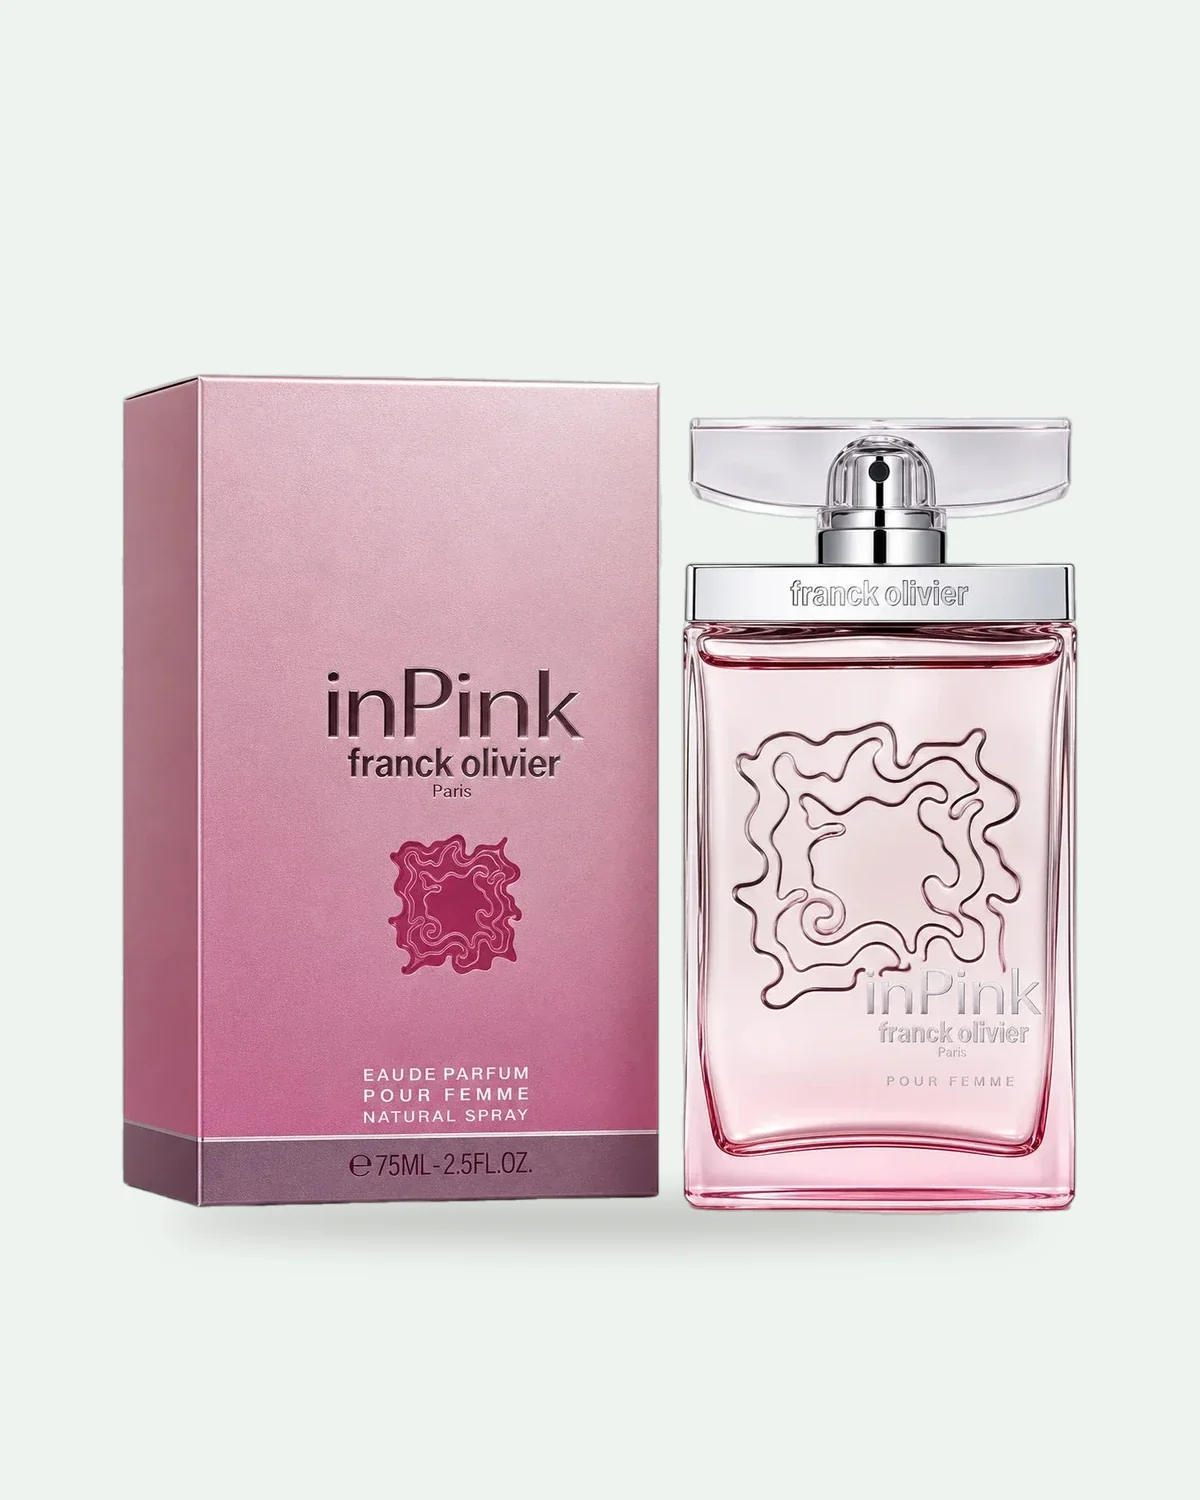 inPink
franck olivier
Paris
EAU DE PARFUM
POUR FEMME
NATURAL SPRAY
℮75ML-2.5FL.OZ.
franck olivier
inPink
franck olivier
Paris
POUR FEMME